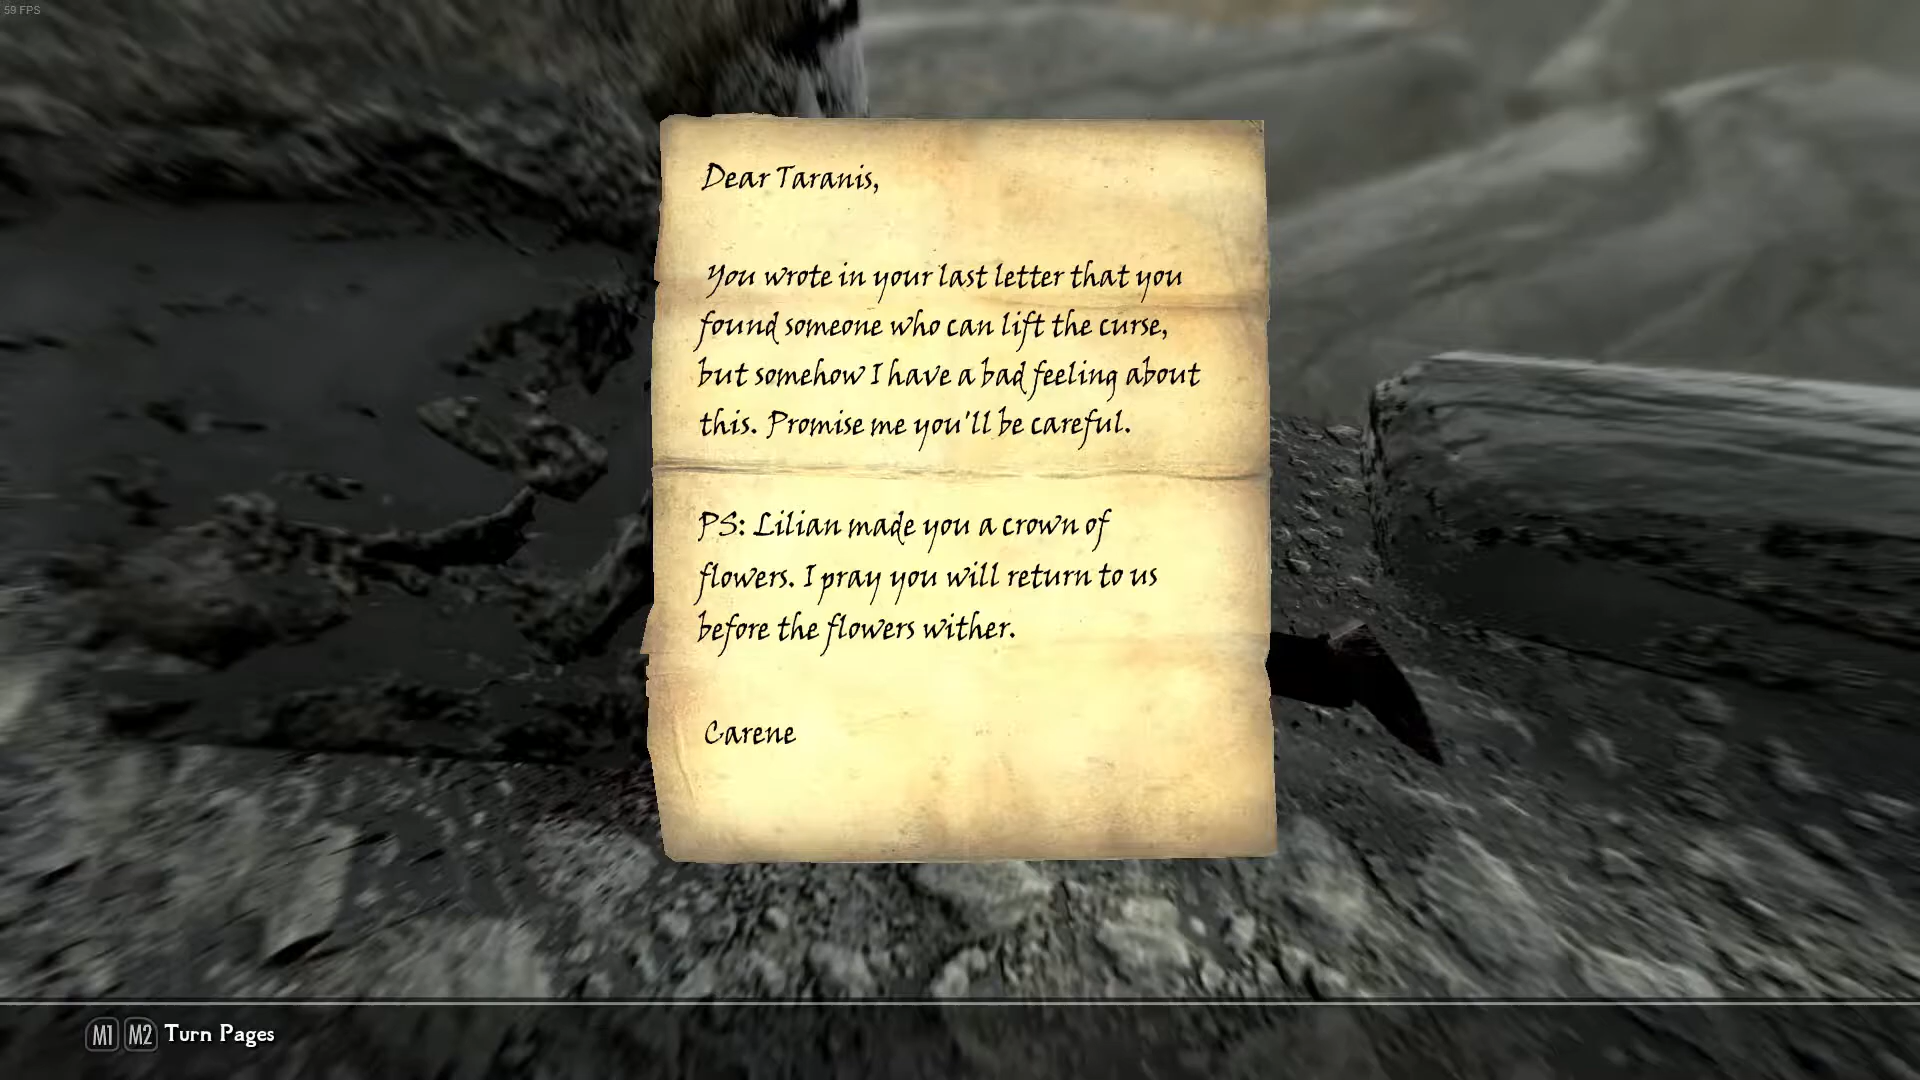 59 FPS
Dear Taranis,
You wrote in your last letter that you
found someone who can lift the curse,
but somehow I have a bad feeling about
this. Promise me you'll be careful.
PS: Lilian made you a crown of
flowers. I pray you will return to us
before the flowers wither.
Carene
M1 M2 Turn Pages